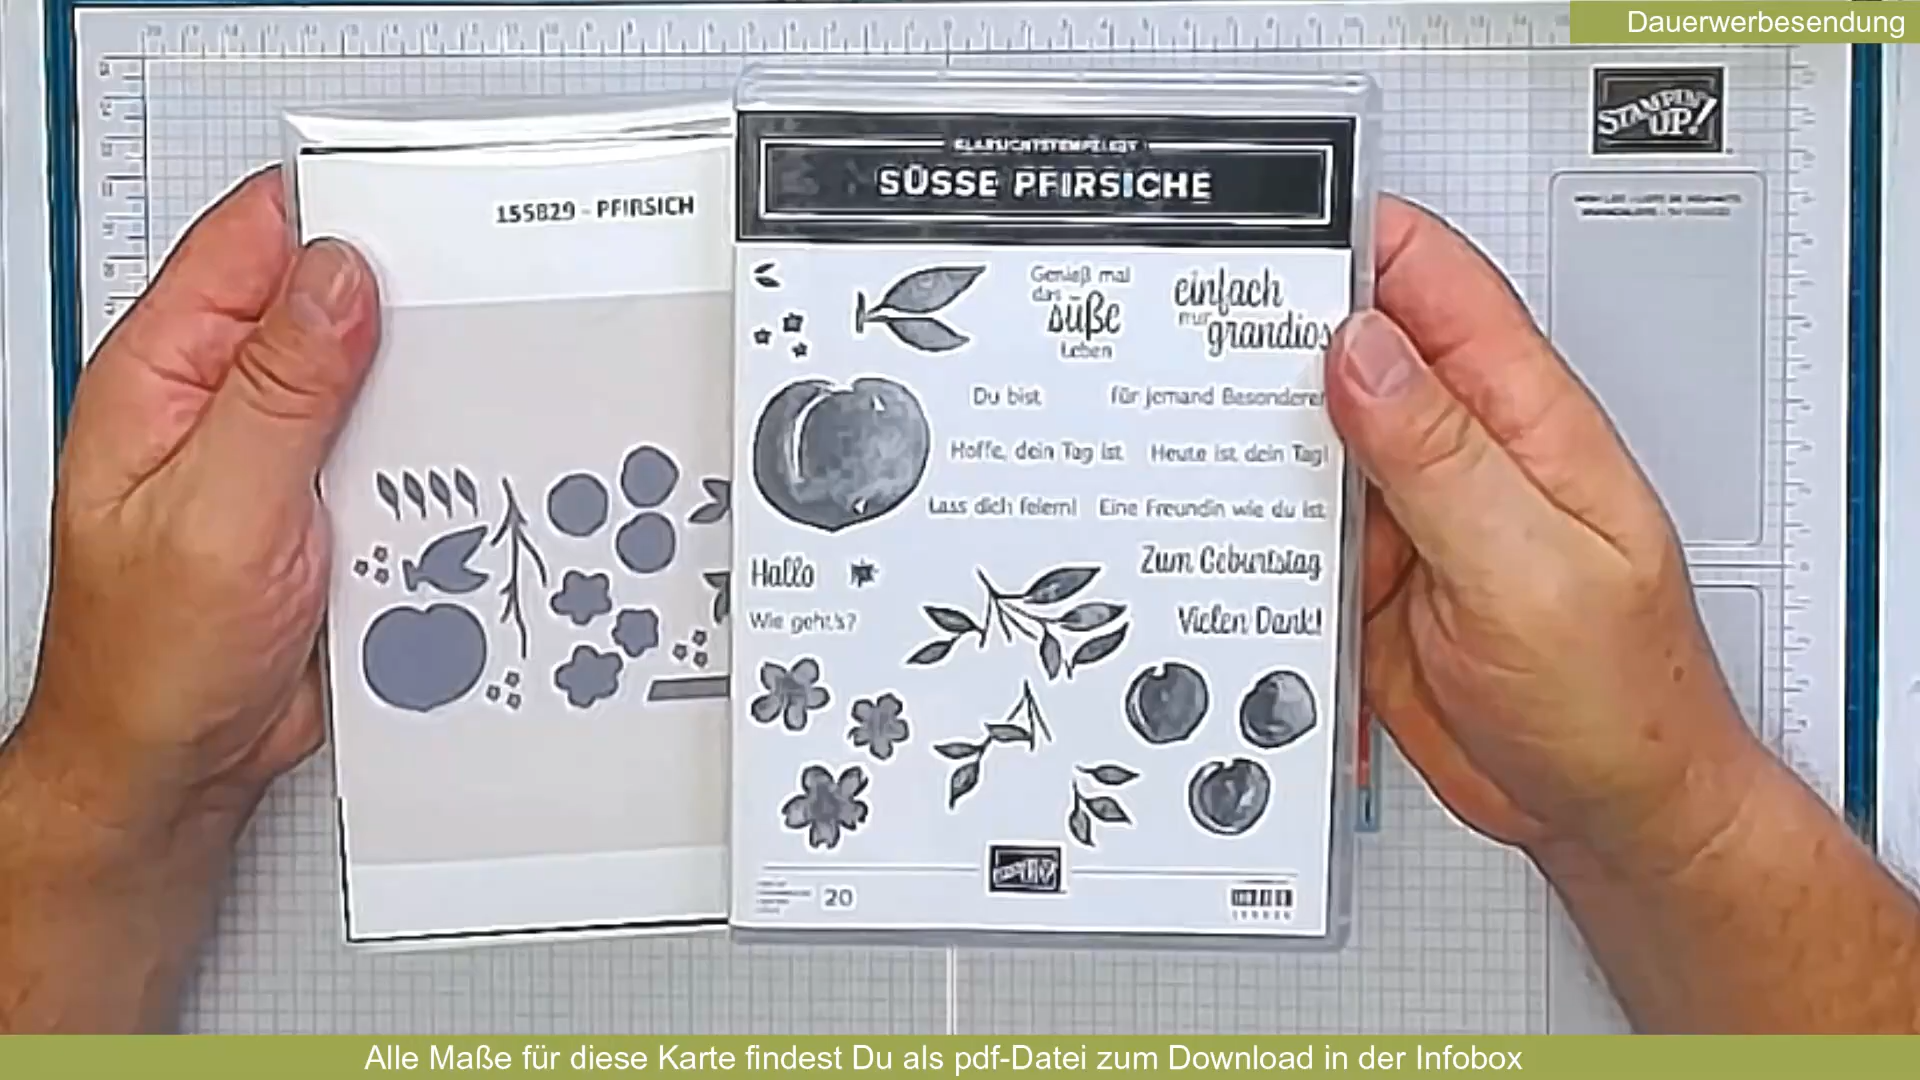 Dauerwerbesendung
STAMPIN' UP!
KLARSICHTSTEMPELSET
SÜSSE PFIRSICHE
155829 - PFIRSICH
Genieß mal
das
süße
Leben
einfach
nur
grandios
Du bist
für jemand Besonderen
Hoffe, dein Tag ist
Heute ist dein Tag!
Lass dich feiern!
Eine Freundin wie du ist
Hallo
Zum Geburtstag
Wie geht's?
Vielen Dank!
20
Alle Maße für diese Karte findest Du als pdf-Datei zum Download in der Infobox